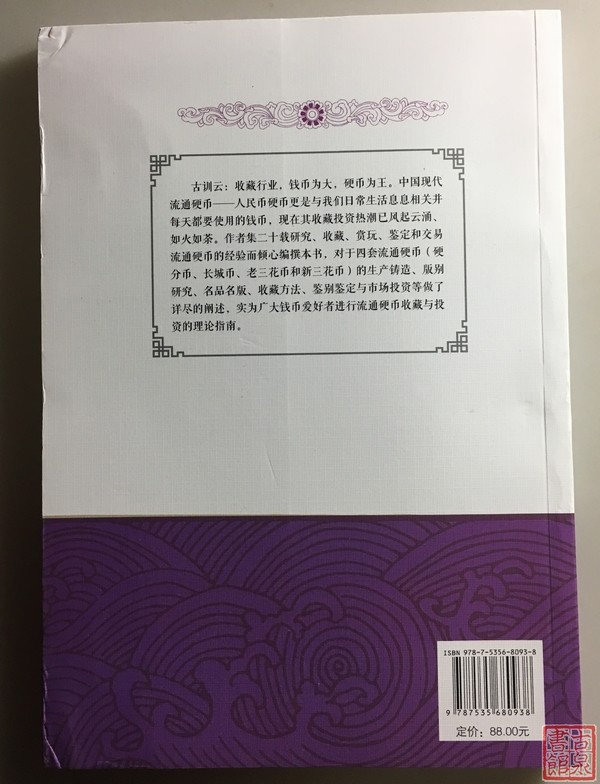 古训云：收藏行业，钱币为大，硬币为王。中国现代
流通硬币——人民币硬币更是与我们日常生活息息相关并
每天都要使用的钱币，现在其收藏投资热潮已风起云涌、
如火如荼。作者集二十载研究、收藏、赏玩、鉴定和交易
流通硬币的经验而倾心编撰本书，对于四套流通硬币（硬
分币、长城币、老三花币和新三花币）的生产铸造、版别
研究、名品名版、收藏方法、鉴别鉴定与市场投资等做了
详尽的阐述，实为广大钱币爱好者进行流通硬币收藏与投
资的理论指南。
ISBN 978-7-5356-8093-8
9 787535 680938
定价：88.00元
古泉
書館